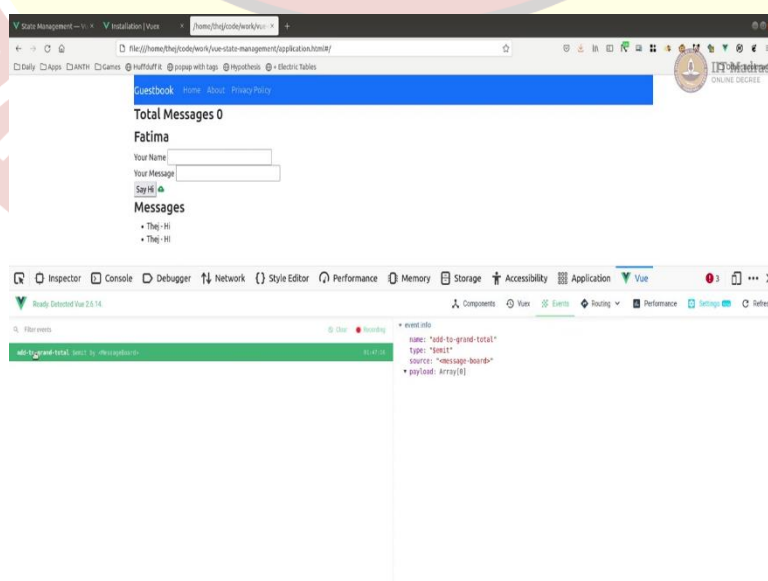 State Management — Vu × Installation | Vuex × /home/thej/code/work/vue- × +
file:///home/thej/code/work/vue-state-management/application.html#/
Daily Apps ANTH Games Huffduff it popup with tags Hypothesis + Electric Tables
IIT Madras
ONLINE DEGREE
Guestbook Home About Privacy Policy
Total Messages 0
Fatima
Your Name
Your Message
Say Hi
Messages
• Thej - Hi
• Thej - HI
Inspector Console Debugger Network {} Style Editor Performance Memory Storage Accessibility Application Vue 3
Ready. Detected Vue 2.6.14. Components Vuex Events Routing Performance Settings Refres
Filter events Clear Recording
event info
add-to-grand-total $emit by <MessageBoard>
name: "add-to-grand-total"
type: "$emit"
source: "<message-board>"
payload: Array[0]